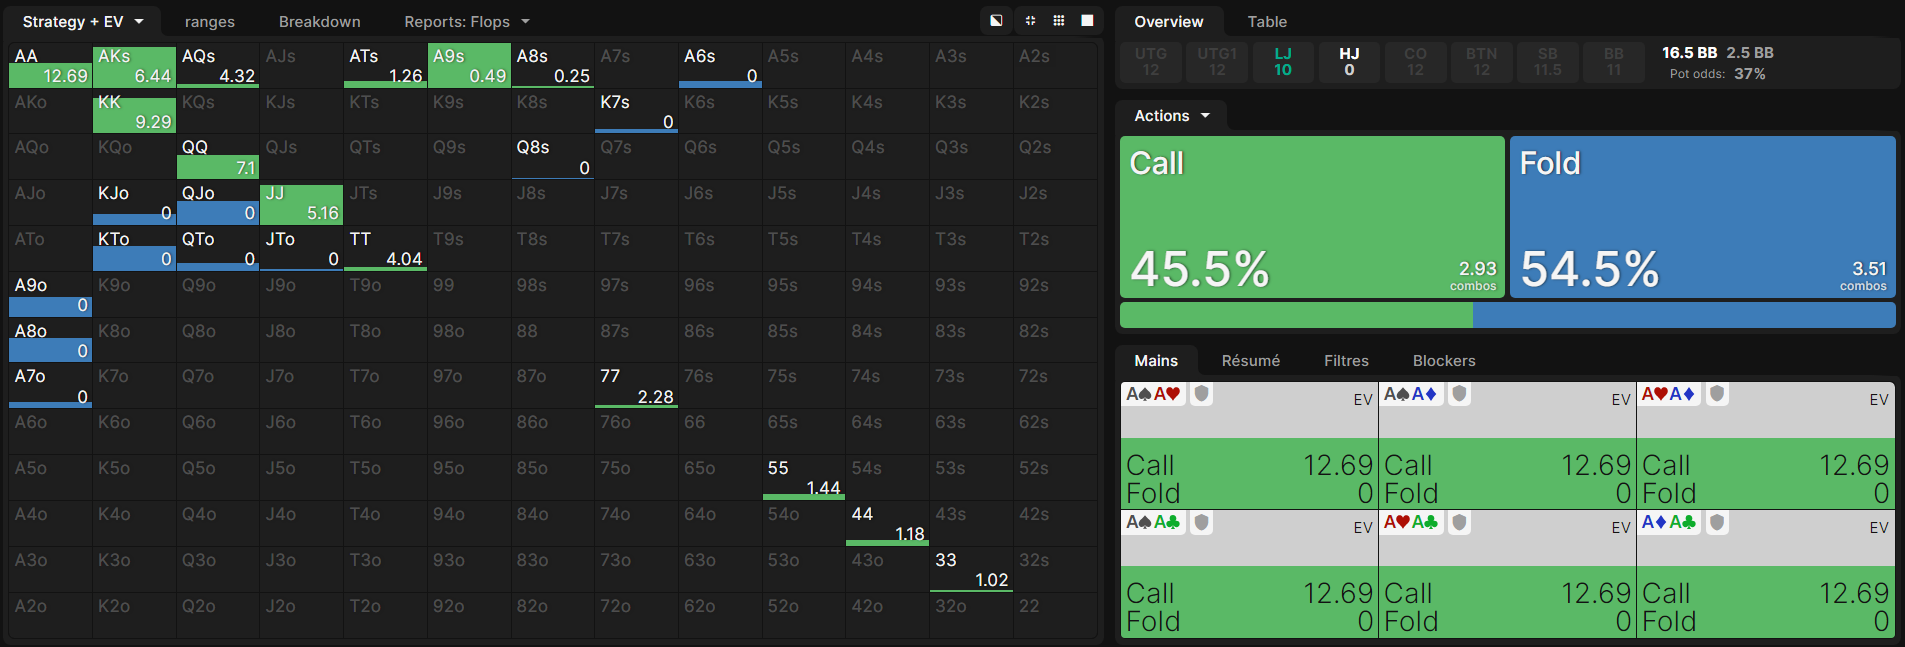 Strategy + EV ranges Breakdown Reports: Flops
AA AKs AQs AJs ATs A9s A8s A7s A6s A5s A4s A3s A2s
12.69 6.44 4.32 1.26 0.49 0.25 0
AKo KK KQs KJs KTs K9s K8s K7s K6s K5s K4s K3s K2s
9.29 0
AQo KQo QQ QJs QTs Q9s Q8s Q7s Q6s Q5s Q4s Q3s Q2s
7.1 0
AJo KJo QJo JJ JTs J9s J8s J7s J6s J5s J4s J3s J2s
0 0 5.16
ATo KTo QTo JTo TT T9s T8s T7s T6s T5s T4s T3s T2s
0 0 0 4.04
A9o K9o Q9o J9o T9o 99 98s 97s 96s 95s 94s 93s 92s
0
A8o K8o Q8o J8o T8o 98o 88 87s 86s 85s 84s 83s 82s
0
A7o K7o Q7o J7o T7o 97o 87o 77 76s 75s 74s 73s 72s
0 2.28
A6o K6o Q6o J6o T6o 96o 86o 76o 66 65s 64s 63s 62s
A5o K5o Q5o J5o T5o 95o 85o 75o 65o 55 54s 53s 52s
1.44
A4o K4o Q4o J4o T4o 94o 84o 74o 64o 54o 44 43s 42s
1.18
A3o K3o Q3o J3o T3o 93o 83o 73o 63o 53o 43o 33 32s
1.02
A2o K2o Q2o J2o T2o 92o 82o 72o 62o 52o 42o 32o 22
Overview Table
UTG UTG1 LJ HJ CO BTN SB BB 16.5 BB 2.5 BB
12 12 10 0 12 12 11.5 11 Pot odds: 37%
Actions
Call Fold
45.5% 2.93 54.5% 3.51
combos combos
Mains Résumé Filtres Blockers
A♠A♥ EV A♠A♦ EV A♥A♦ EV
Call 12.69 Call 12.69 Call 12.69
Fold 0 Fold 0 Fold 0
A♠A♣ EV A♥A♣ EV A♦A♣ EV
Call 12.69 Call 12.69 Call 12.69
Fold 0 Fold 0 Fold 0